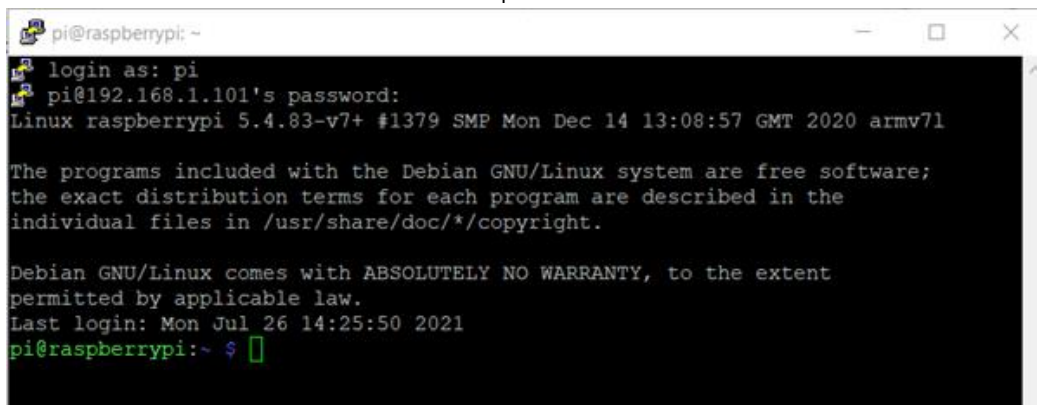 pi@raspberrypi: ~
login as: pi
pi@192.168.1.101's password:
Linux raspberrypi 5.4.83-v7+ #1379 SMP Mon Dec 14 13:08:57 GMT 2020 armv7l
The programs included with the Debian GNU/Linux system are free software;
the exact distribution terms for each program are described in the
individual files in /usr/share/doc/*/copyright.
Debian GNU/Linux comes with ABSOLUTELY NO WARRANTY, to the extent
permitted by applicable law.
Last login: Mon Jul 26 14:25:50 2021
pi@raspberrypi:~ $